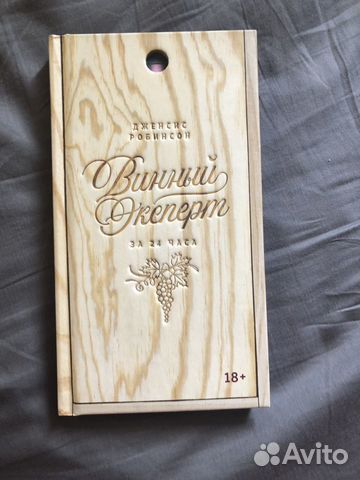 ДЖЕНСИС
РОБИНСОН
Винный
Эксперт
ЗА 24 ЧАСА
18+
Avito